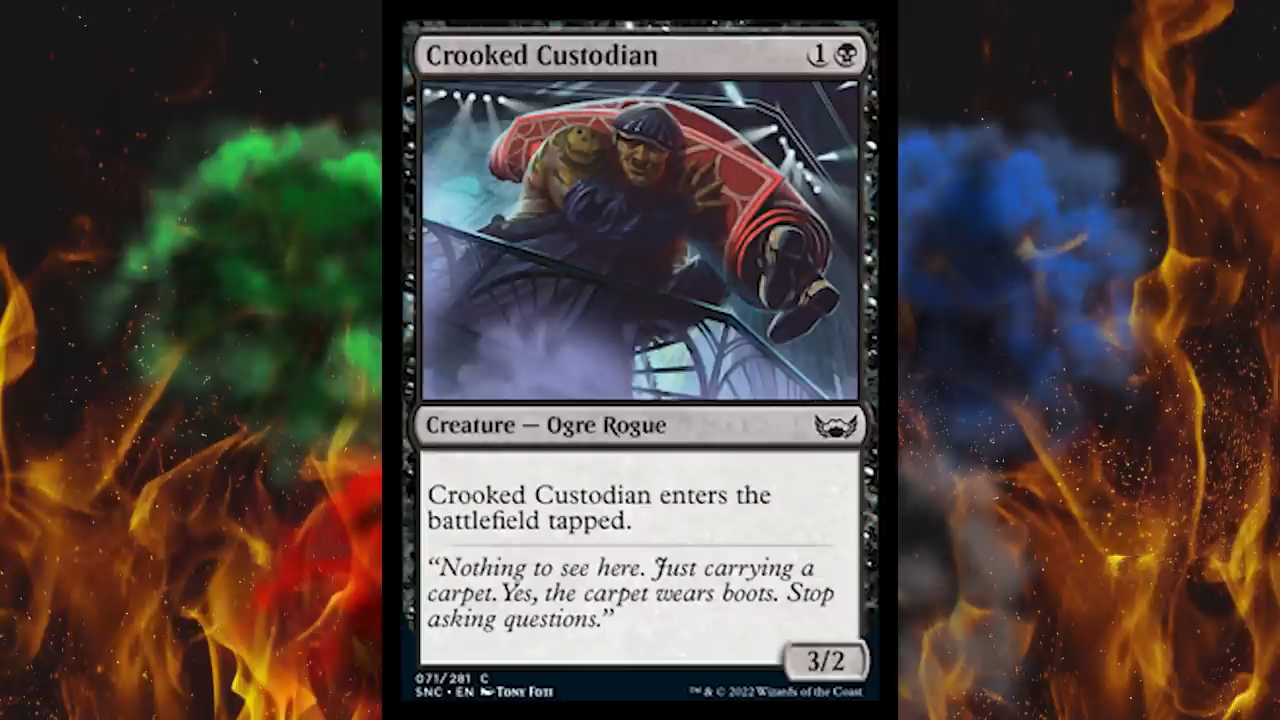 Crooked Custodian 1
Creature — Ogre Rogue
Crooked Custodian enters the
battlefield tapped.
“Nothing to see here. Just carrying a
carpet. Yes, the carpet wears boots. Stop
asking questions.”
3/2
071/281 C
SNC • EN Tony Foti
™ & © 2022 Wizards of the Coast